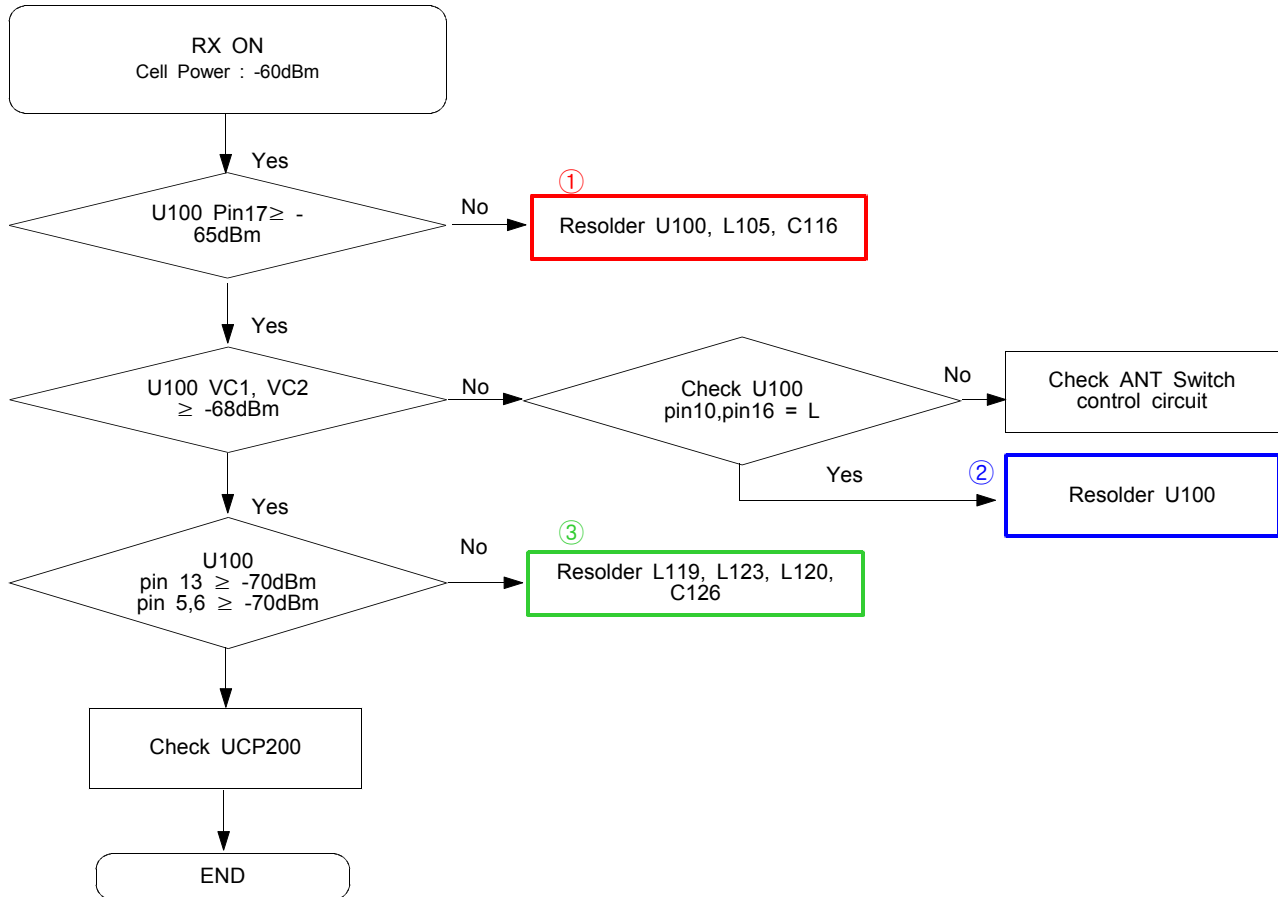 RX ON
Cell Power : -60dBm
Yes
U100 Pin17≥ -
65dBm
No
①
Resolder U100, L105, C116
Yes
U100 VC1, VC2
≥ -68dBm
No
Check U100
pin10,pin16 = L
No
Check ANT Switch
control circuit
Yes
②
Resolder U100
Yes
U100
pin 13 ≥ -70dBm
pin 5,6 ≥ -70dBm
No
③
Resolder L119, L123, L120,
C126
Check UCP200
END